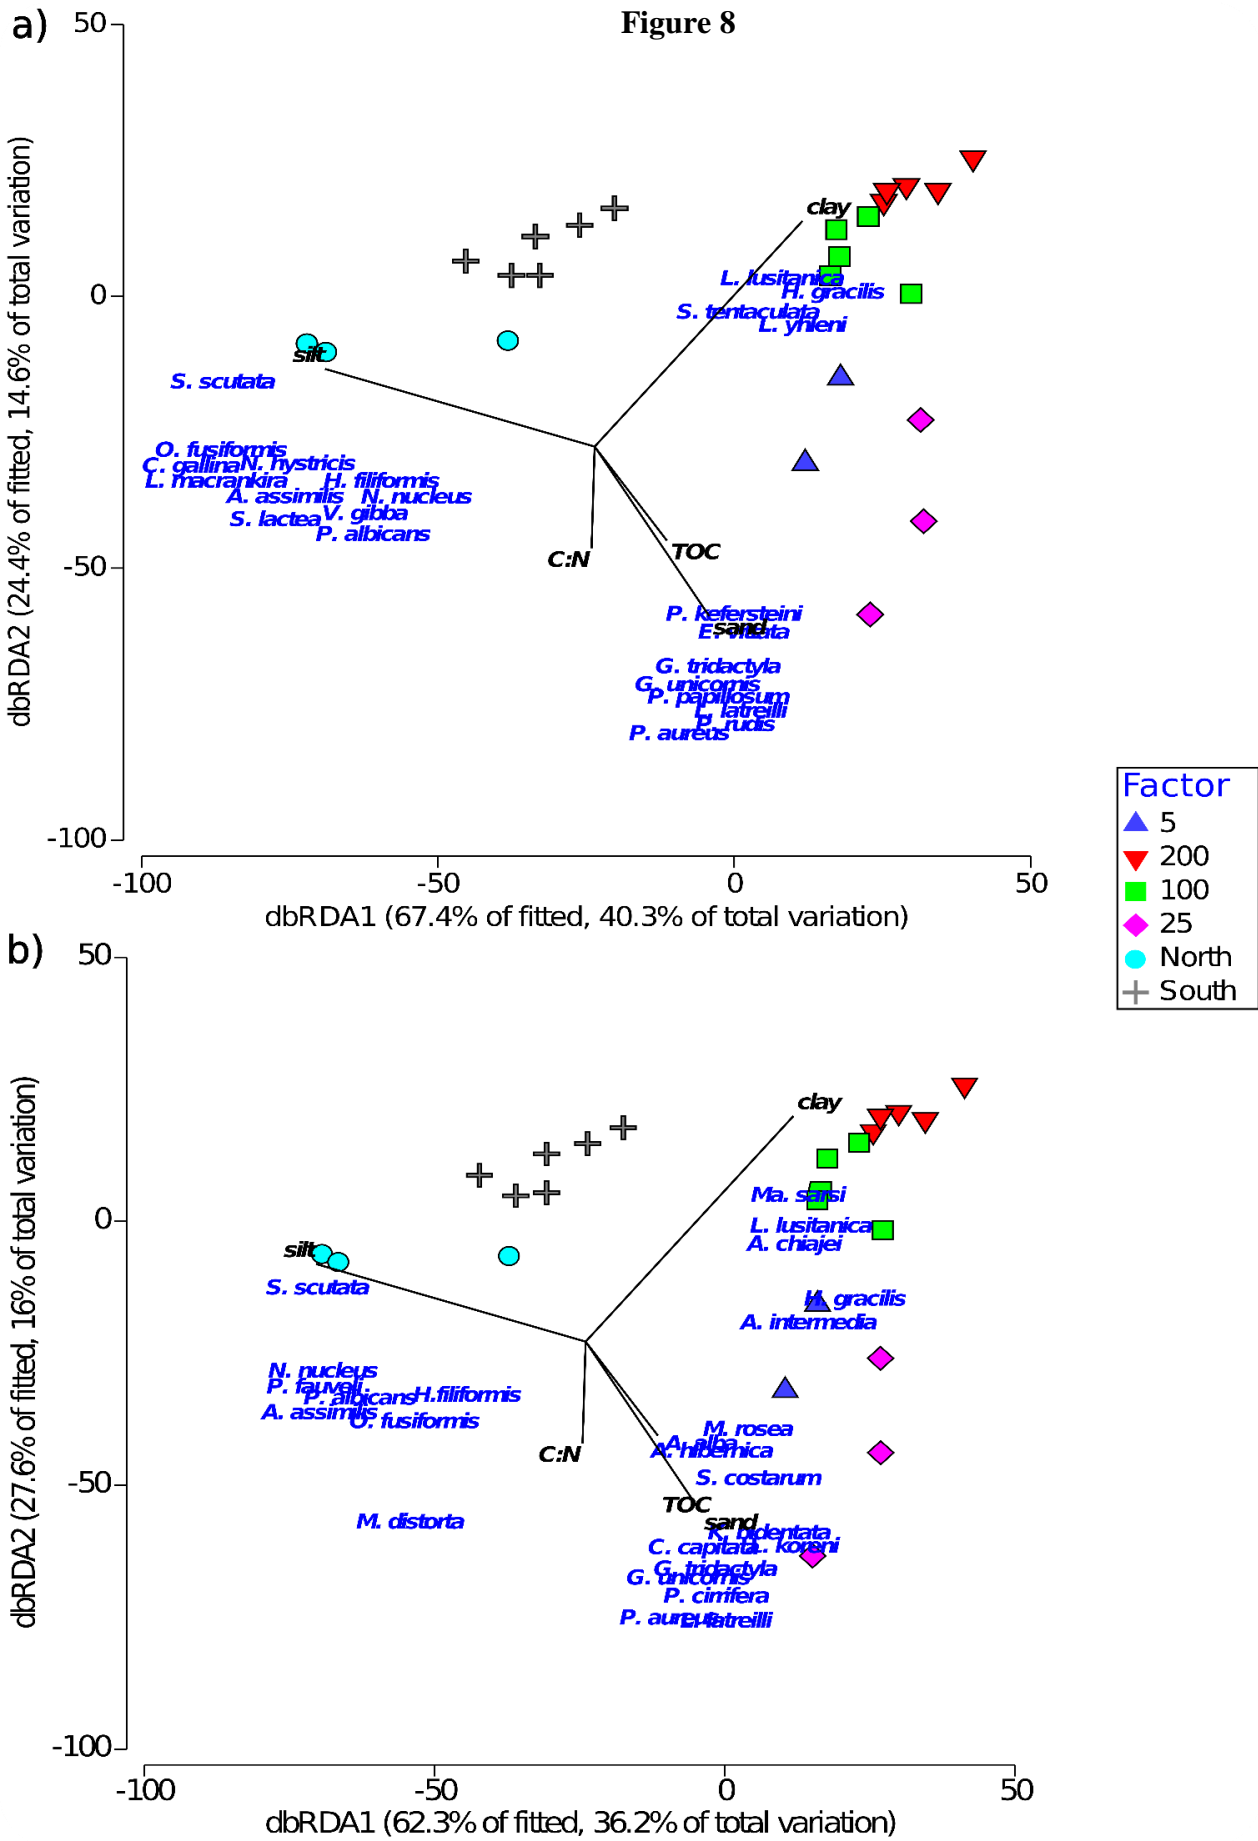 Figure 8
a)
50
0
-50
-100
dbRDA2 (24.4% of fitted, 14.6% of total variation)
clay
L. lusitanica
H. gracilis
S. tentaculata
L. yhleni
silt
S. scutata
O. fusiformis
C. gallina
N. hystricis
L. macrankira
H. filiformis
A. assimilis
N. nucleus
S. lactea
V. gibba
P. albicans
C:N
TOC
P. kefersteini
E. vittata
sand
G. tridactyla
G. unicornis
P. papillosum
L. latreilli
P. rudis
P. aureus
-100
-50
0
50
dbRDA1 (67.4% of fitted, 40.3% of total variation)
Factor
5
200
100
25
North
South
b)
50
0
-50
-100
dbRDA2 (27.6% of fitted, 16% of total variation)
clay
Ma. sarsi
L. lusitanica
A. chiajei
silt
S. scutata
H. gracilis
A. intermedia
N. nucleus
P. fauveli
P. albicans
H.filiformis
A. assimilis
O. fusiformis
M. rosea
A. alba
A. hibernica
C:N
S. costarum
TOC
M. distorta
sand
K. bidentata
C. capitata
L. koreni
G. tridactyla
G. unicornis
P. cirrifera
P. aureus
L. latreilli
-100
-50
0
50
dbRDA1 (62.3% of fitted, 36.2% of total variation)